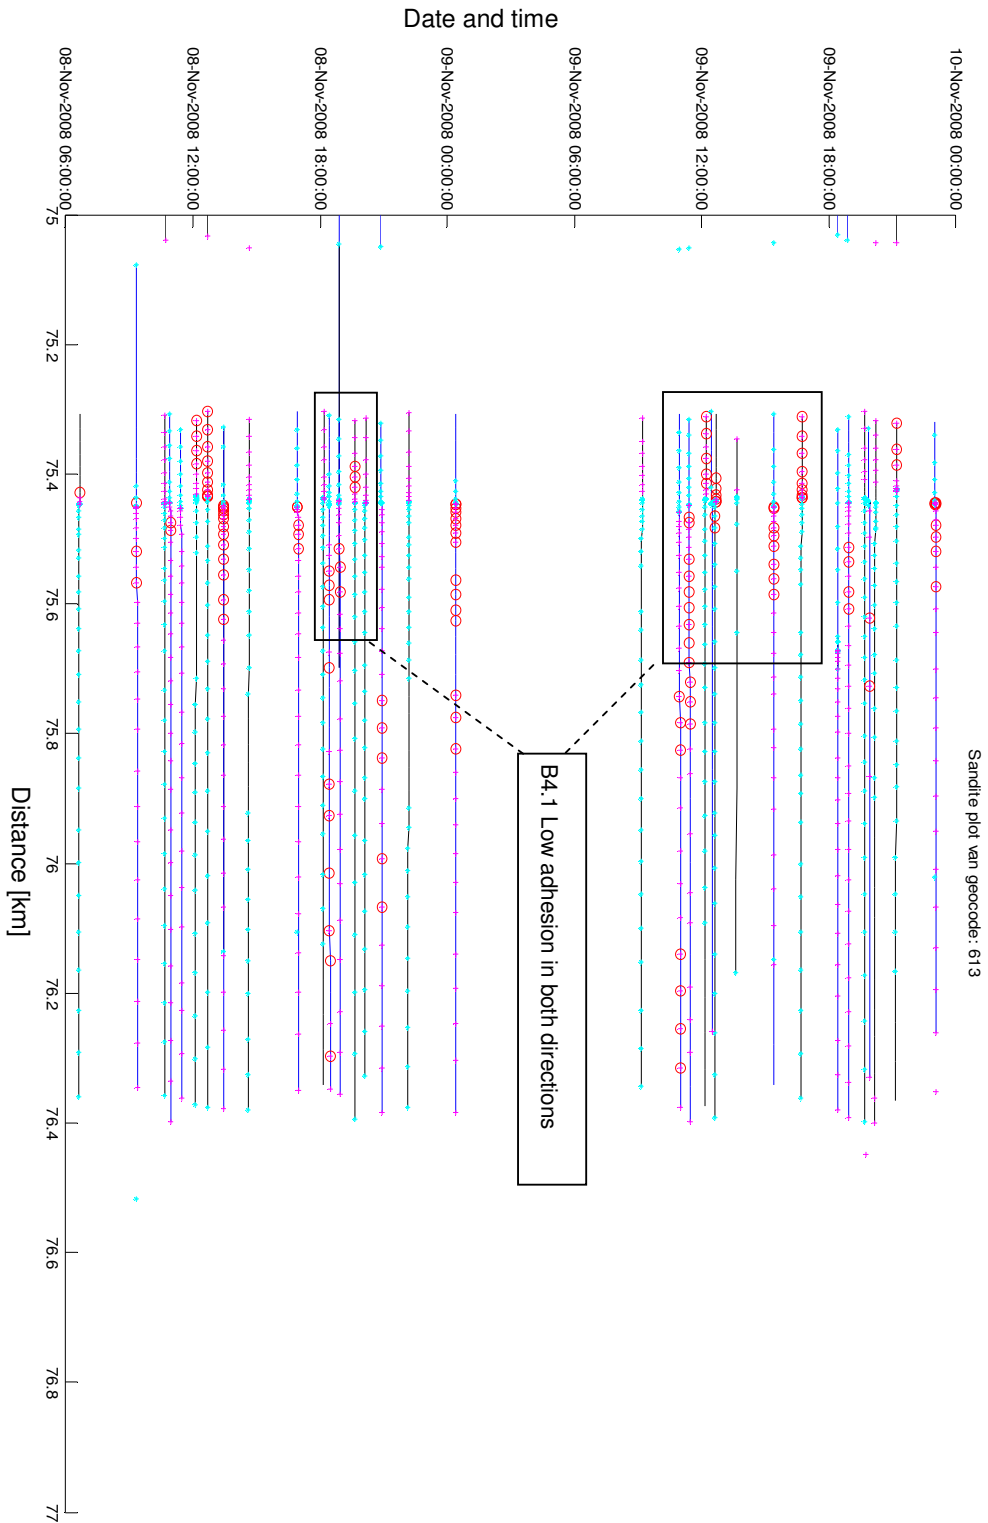 Date and time
08-Nov-2008 06:00:00
08-Nov-2008 12:00:00
08-Nov-2008 18:00:00
09-Nov-2008 00:00:00
09-Nov-2008 06:00:00
09-Nov-2008 12:00:00
09-Nov-2008 18:00:00
10-Nov-2008 00:00:00
75
75.2
75.4
75.6
75.8
76
76.2
76.4
76.6
76.8
77
Distance [km]
B4.1 Low adhesion in both directions
Sandite plot van geocode: 613